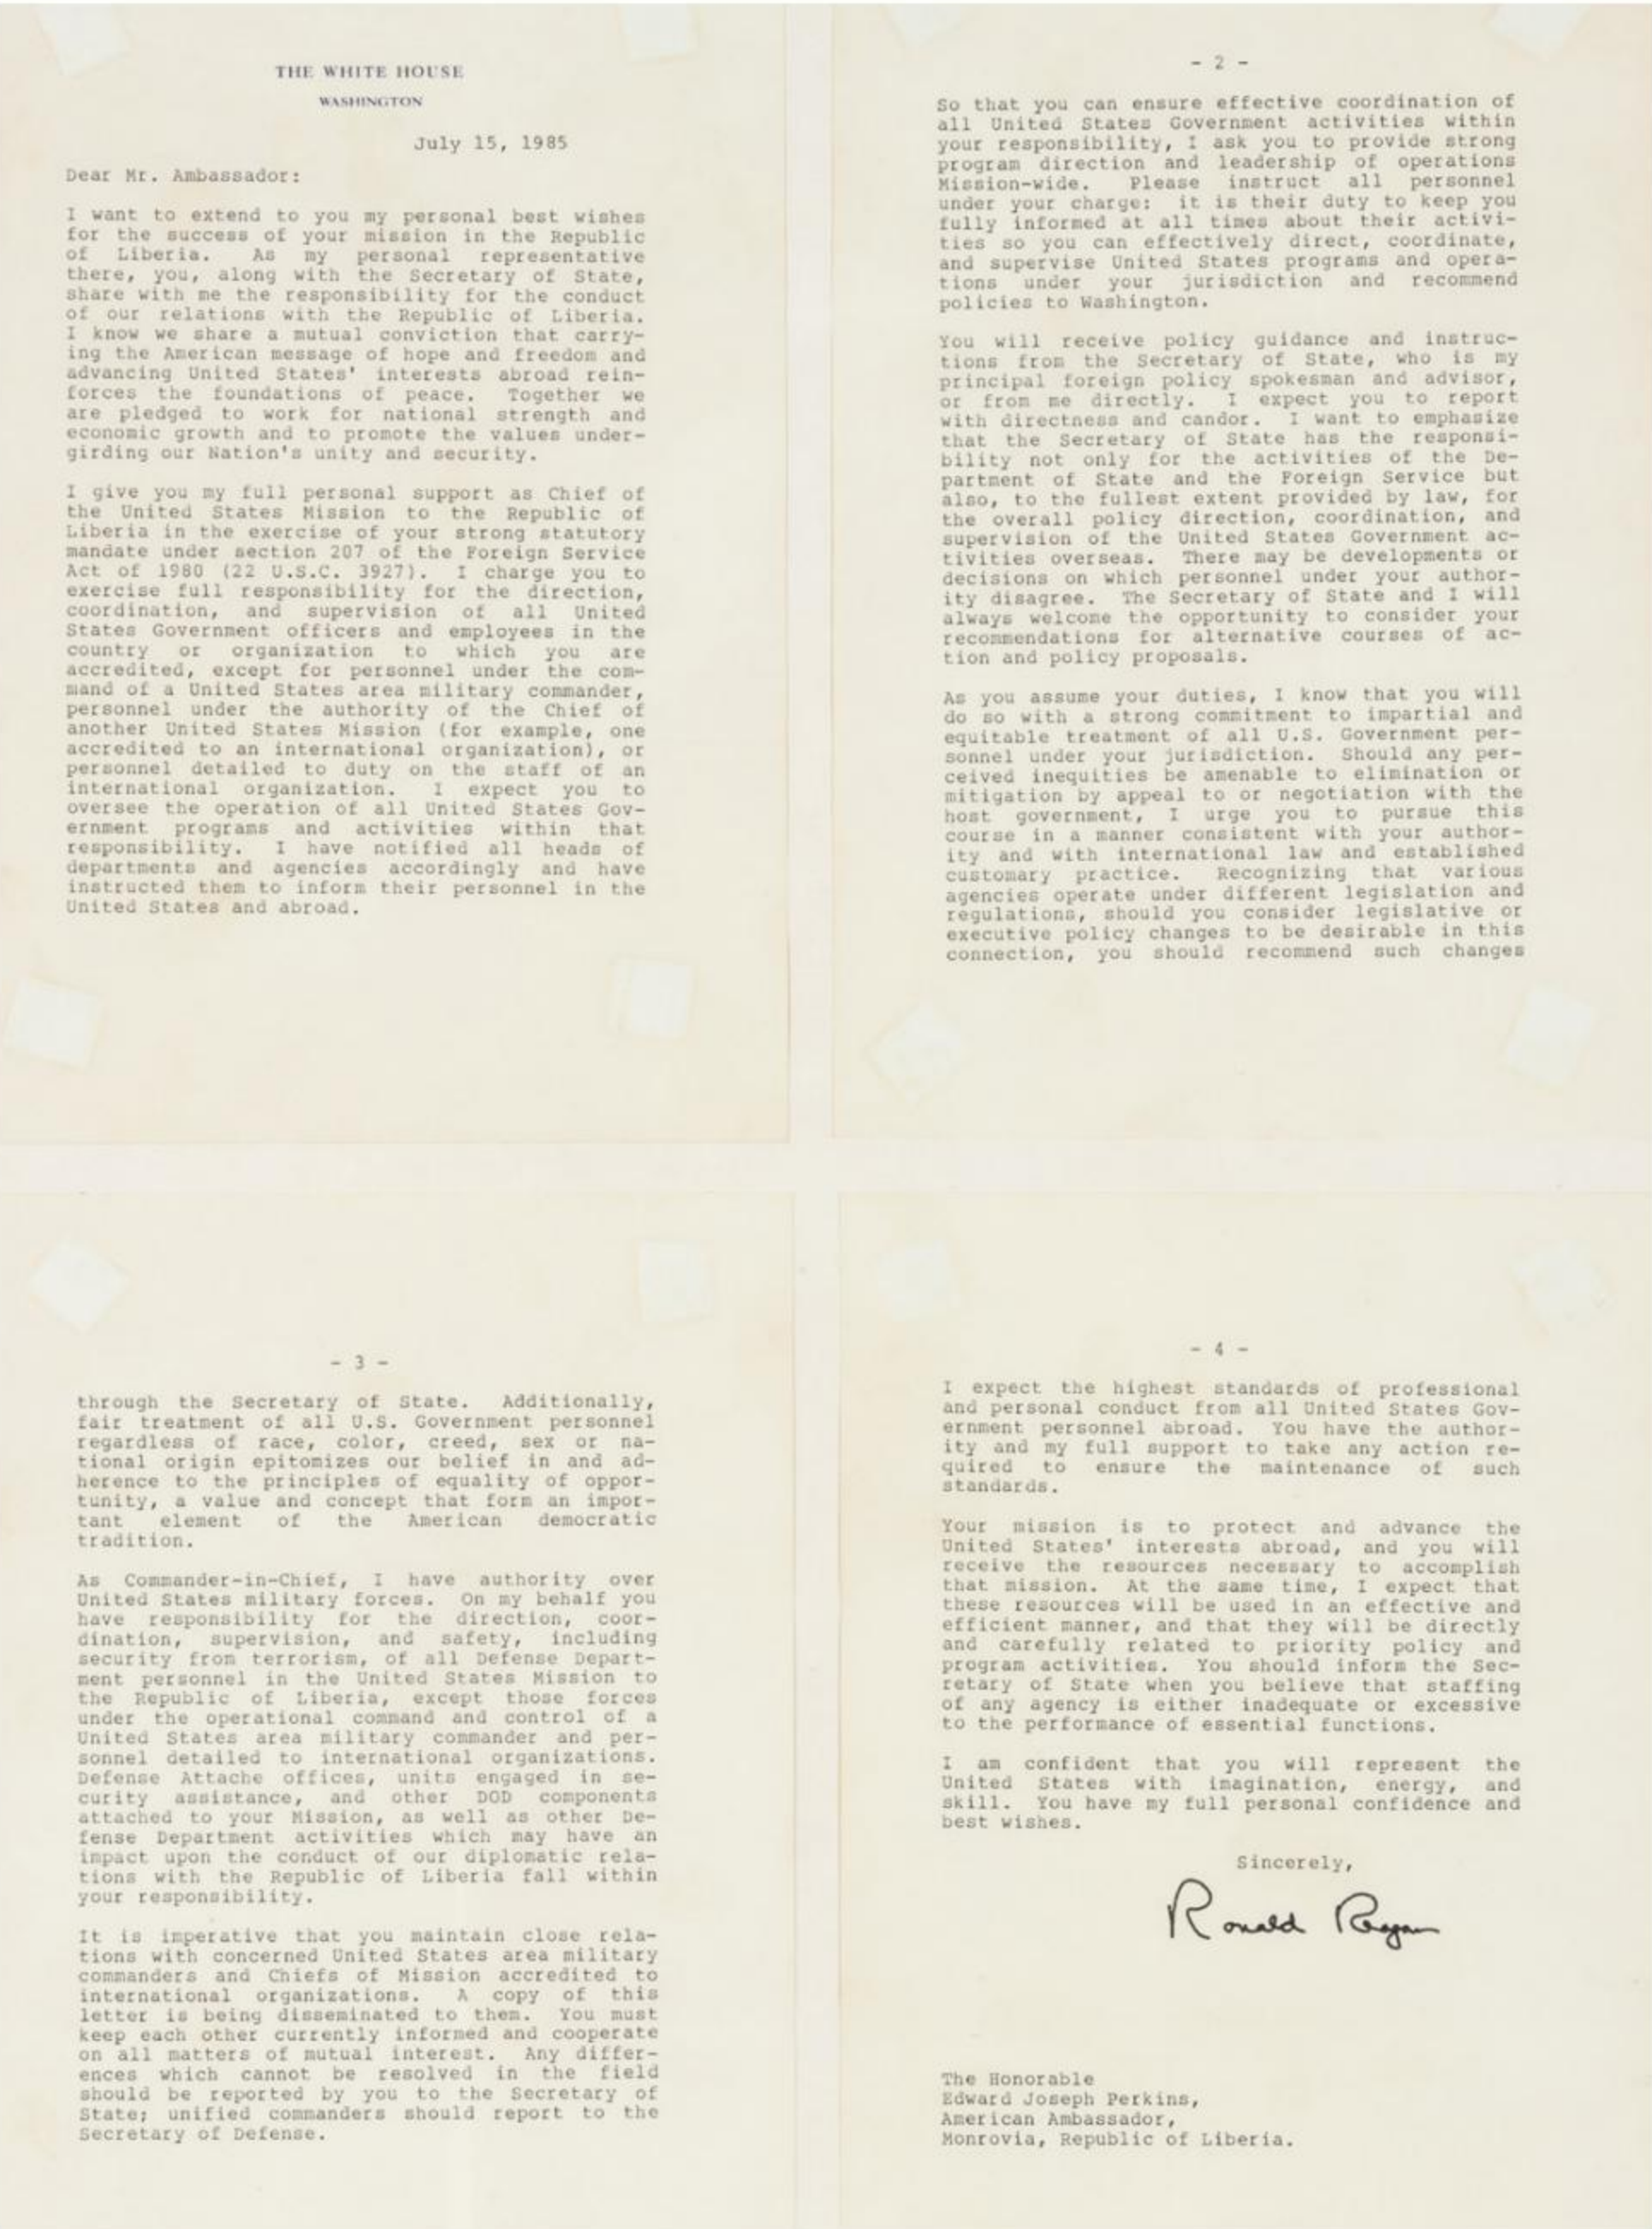 THE WHITE HOUSE
WASHINGTON
July 15, 1985
Dear Mr. Ambassador:
I want to extend to you my personal best wishes
for the success of your mission in the Republic
of Liberia. As my personal representative
there, you, along with the Secretary of State,
share with me the responsibility for the conduct
of our relations with the Republic of Liberia.
I know we share a mutual conviction that carry-
ing the American message of hope and freedom and
advancing United States' interests abroad rein-
forces the foundations of peace. Together we
are pledged to work for national strength and
economic growth and to promote the values under-
girding our Nation's unity and security.
I give you my full personal support as Chief of
the United States Mission to the Republic of
Liberia in the exercise of your strong statutory
mandate under section 207 of the Foreign Service
Act of 1980 (22 U.S.C. 3927). I charge you to
exercise full responsibility for the direction,
coordination, and supervision of all United
States Government officers and employees in the
country or organization to which you are
accredited, except for personnel under the com-
mand of a United States area military commander,
personnel under the authority of the Chief of
another United States Mission (for example, one
accredited to an international organization), or
personnel detailed to duty on the staff of an
international organization. I expect you to
oversee the operation of all United States Gov-
ernment programs and activities within that
responsibility. I have notified all heads of
departments and agencies accordingly and have
instructed them to inform their personnel in the
United States and abroad.
- 2 -
So that you can ensure effective coordination of
all United States Government activities within
your responsibility, I ask you to provide strong
program direction and leadership of operations
Mission-wide. Please instruct all personnel
under your charge: it is their duty to keep you
fully informed at all times about their activi-
ties so you can effectively direct, coordinate,
and supervise United States programs and opera-
tions under your jurisdiction and recommend
policies to Washington.
You will receive policy guidance and instruc-
tions from the Secretary of State, who is my
principal foreign policy spokesman and advisor,
or from me directly. I expect you to report
with directness and candor. I want to emphasize
that the Secretary of State has the responsi-
bility not only for the activities of the De-
partment of State and the Foreign Service but
also, to the fullest extent provided by law, for
the overall policy direction, coordination, and
supervision of the United States Government ac-
tivities overseas. There may be developments or
decisions on which personnel under your author-
ity disagree. The Secretary of State and I will
always welcome the opportunity to consider your
recommendations for alternative courses of ac-
tion and policy proposals.
As you assume your duties, I know that you will
do so with a strong commitment to impartial and
equitable treatment of all U.S. Government per-
sonnel under your jurisdiction. Should any per-
ceived inequities be amenable to elimination or
mitigation by appeal to or negotiation with the
host government, I urge you to pursue this
course in a manner consistent with your author-
ity and with international law and established
customary practice. Recognizing that various
agencies operate under different legislation and
regulations, should you consider legislative or
executive policy changes to be desirable in this
connection, you should recommend such changes
- 3 -
through the Secretary of State. Additionally,
fair treatment of all U.S. Government personnel
regardless of race, color, creed, sex or na-
tional origin epitomizes our belief in and ad-
herence to the principles of equality of oppor-
tunity, a value and concept that form an impor-
tant element of the American democratic
tradition.
As Commander-in-Chief, I have authority over
United States military forces. On my behalf you
have responsibility for the direction, coor-
dination, supervision, and safety, including
security from terrorism, of all Defense Depart-
ment personnel in the United States Mission to
the Republic of Liberia, except those forces
under the operational command and control of a
United States area military commander and per-
sonnel detailed to international organizations.
Defense Attache offices, units engaged in se-
curity assistance, and other DOD components
attached to your Mission, as well as other De-
fense Department activities which may have an
impact upon the conduct of our diplomatic rela-
tions with the Republic of Liberia fall within
your responsibility.
It is imperative that you maintain close rela-
tions with concerned United States area military
commanders and Chiefs of Mission accredited to
international organizations. A copy of this
letter is being disseminated to them. You must
keep each other currently informed and cooperate
on all matters of mutual interest. Any differ-
ences which cannot be resolved in the field
should be reported by you to the Secretary of
State; unified commanders should report to the
Secretary of Defense.
- 4 -
I expect the highest standards of professional
and personal conduct from all United States Gov-
ernment personnel abroad. You have the author-
ity and my full support to take any action re-
quired to ensure the maintenance of such
standards.
Your mission is to protect and advance the
United States' interests abroad, and you will
receive the resources necessary to accomplish
that mission. At the same time, I expect that
these resources will be used in an effective and
efficient manner, and that they will be directly
and carefully related to priority policy and
program activities. You should inform the Sec-
retary of State when you believe that staffing
of any agency is either inadequate or excessive
to the performance of essential functions.
I am confident that you will represent the
United States with imagination, energy, and
skill. You have my full personal confidence and
best wishes.
Sincerely,
Ronald Reagan
The Honorable
Edward Joseph Perkins,
American Ambassador,
Monrovia, Republic of Liberia.